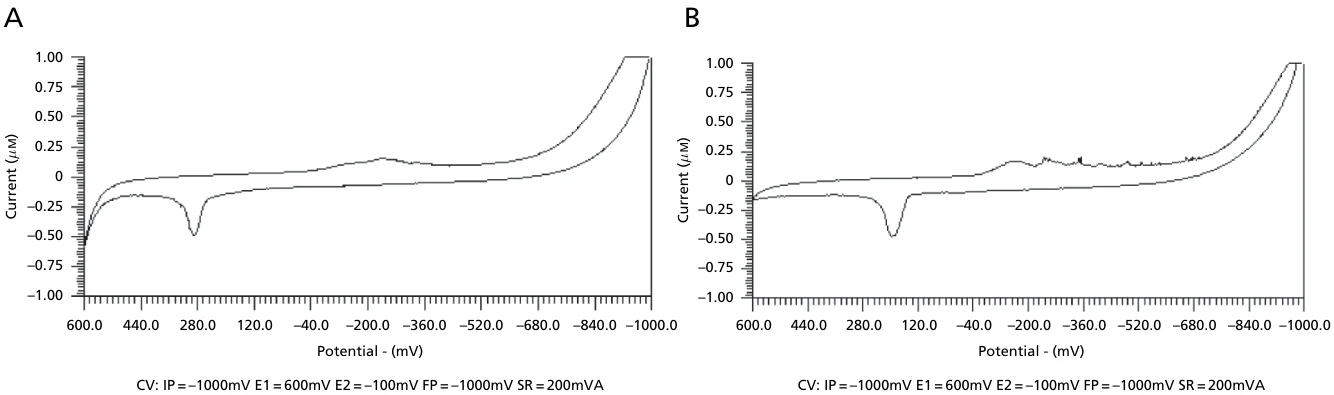 A
1.00
0.75
0.50
0.25
0
−0.25
−0.50
−0.75
−1.00
Current (μM)
600.0 440.0 280.0 120.0 −40.0 −200.0 −360.0 −520.0 −680.0 −840.0 −1000.0
Potential - (mV)
CV: IP = −1000mV E1 = 600mV E2 = −100mV FP = −1000mV SR = 200mVA
B
1.00
0.75
0.50
0.25
0
−0.25
−0.50
−0.75
−1.00
Current (μM)
600.0 440.0 280.0 120.0 −40.0 −200.0 −360.0 −520.0 −680.0 −840.0 −1000.0
Potential - (mV)
CV: IP = −1000mV E1 = 600mV E2 = −100mV FP = −1000mV SR = 200mVA